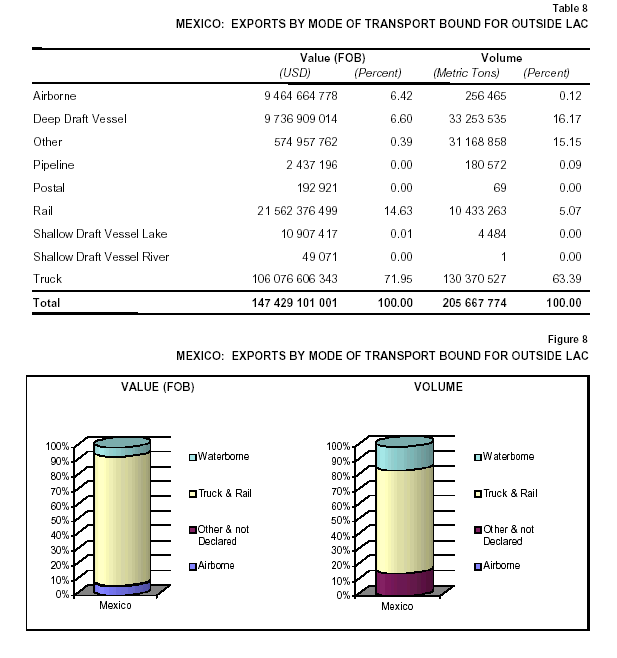 Table 8
MEXICO: EXPORTS BY MODE OF TRANSPORT BOUND FOR OUTSIDE LAC
Value (FOB) Volume
(USD) (Percent) (Metric Tons) (Percent)
Airborne 9 464 664 778 6.42 256 465 0.12
Deep Draft Vessel 9 736 909 014 6.60 33 253 535 16.17
Other 574 957 762 0.39 31 168 858 15.15
Pipeline 2 437 196 0.00 180 572 0.09
Postal 192 921 0.00 69 0.00
Rail 21 562 376 499 14.63 10 433 263 5.07
Shallow Draft Vessel Lake 10 907 417 0.01 4 484 0.00
Shallow Draft Vessel River 49 071 0.00 1 0.00
Truck 106 076 606 343 71.95 130 370 527 63.39
Total 147 429 101 001 100.00 205 667 774 100.00
Figure 8
MEXICO: EXPORTS BY MODE OF TRANSPORT BOUND FOR OUTSIDE LAC
VALUE (FOB)
100%
90%
80%
70%
60%
50%
40%
30%
20%
10%
0%
Mexico
Waterborne
Truck & Rail
Other & not
Declared
Airborne
VOLUME
100%
90%
80%
70%
60%
50%
40%
30%
20%
10%
0%
Mexico
Waterborne
Truck & Rail
Other & not
Declared
Airborne